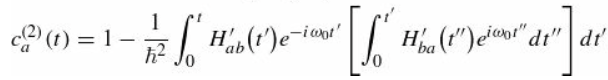 c_a^{(2)}(t) = 1 - \frac{1}{\hbar^2} \int_0^t H'_{ab}(t') e^{-i\omega_0 t'} \left[ \int_0^{t'} H'_{ba}(t'') e^{i\omega_0 t''} dt'' \right] dt'